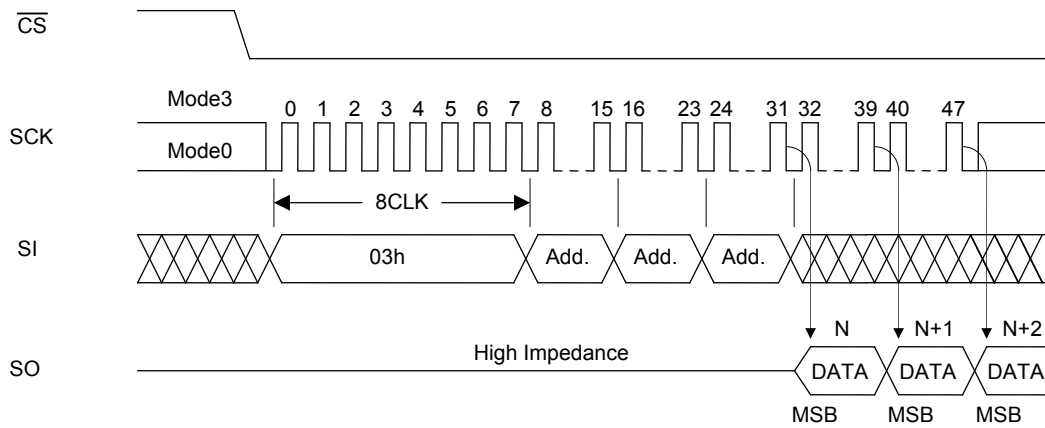 CS
Mode3
0 1 2 3 4 5 6 7 8 15 16 23 24 31 32 39 40 47
SCK
Mode0
8CLK
SI
03h Add. Add. Add.
N N+1 N+2
High Impedance
SO
DATA DATA DATA
MSB MSB MSB